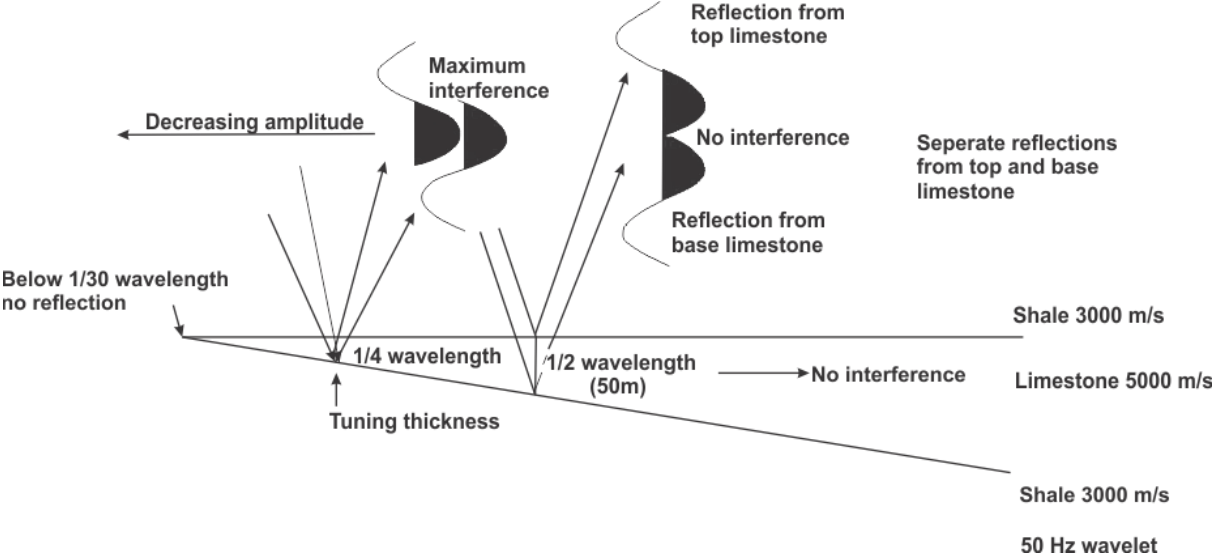 Reflection from
top limestone
Maximum
interference
Decreasing amplitude
No interference
Seperate reflections
from top and base
limestone
Reflection from
base limestone
Below 1/30 wavelength
no reflection
Shale 3000 m/s
1/4 wavelength
1/2 wavelength
(50m)
No interference
Limestone 5000 m/s
Tuning thickness
Shale 3000 m/s
50 Hz wavelet